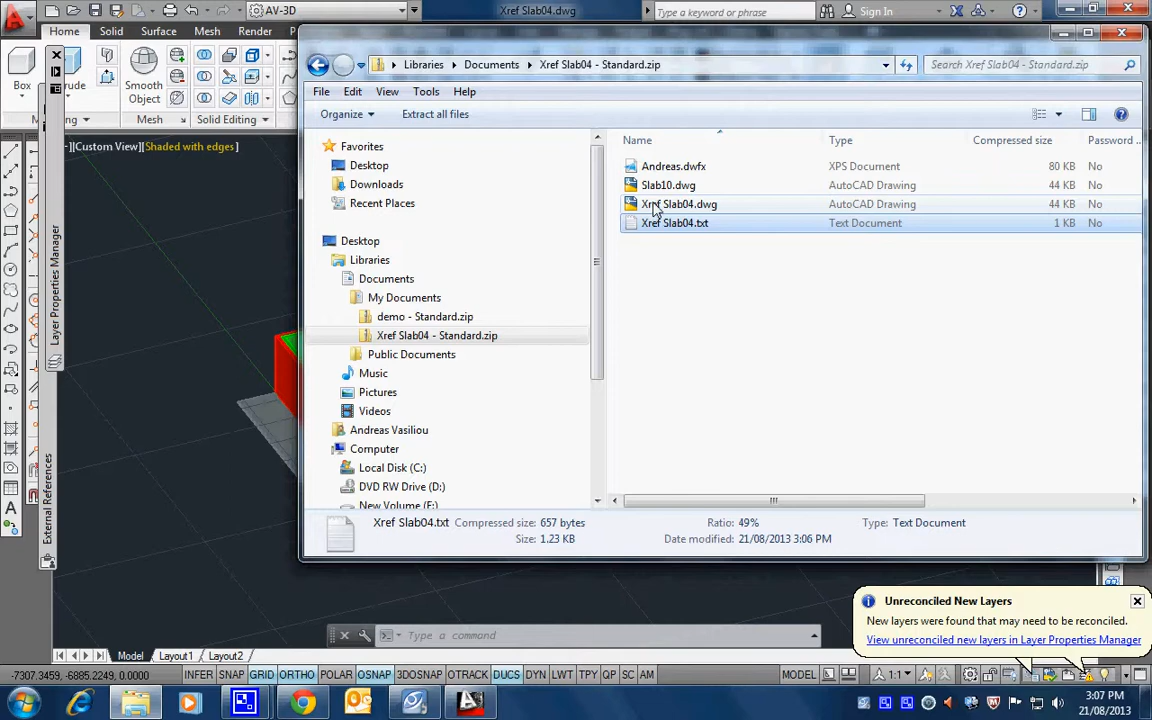 AV-3D
Xref Slab04.dwg
Type a keyword or phrase
Sign In
Home
Solid
Surface
Mesh
Render
Box
Smooth
Object
Mesh
Solid Editing
][Custom View][Shaded with edges]
Layer Properties Manager
External References
Libraries
Documents
Xref Slab04 - Standard.zip
Search Xref Slab04 - Standard.zip
File
Edit
View
Tools
Help
Organize
Extract all files
Favorites
Desktop
Downloads
Recent Places
Desktop
Libraries
Documents
My Documents
demo - Standard.zip
Xref Slab04 - Standard.zip
Public Documents
Music
Pictures
Videos
Andreas Vasiliou
Computer
Local Disk (C:)
DVD RW Drive (D:)
New Volume (E:)
Name Type Compressed size Password ...
Andreas.dwfx XPS Document 80 KB No
Slab10.dwg AutoCAD Drawing 44 KB No
Xref Slab04.dwg AutoCAD Drawing 44 KB No
Xref Slab04.txt Text Document 1 KB No
Xref Slab04.txt Compressed size: 657 bytes Ratio: 49% Type: Text Document
Size: 1.23 KB Date modified: 21/08/2013 3:06 PM
Unreconciled New Layers
New layers were found that may need to be reconciled.
View unreconciled new layers in Layer Properties Manager
Type a command
Model Layout1 Layout2
-7307.3459, -6885.2249, 0.0000 INFER SNAP GRID ORTHO POLAR OSNAP 3DOSNAP OTRACK DUCS DYN LWT TPY QP SC AM MODEL 1:1
3:07 PM
21/08/2013